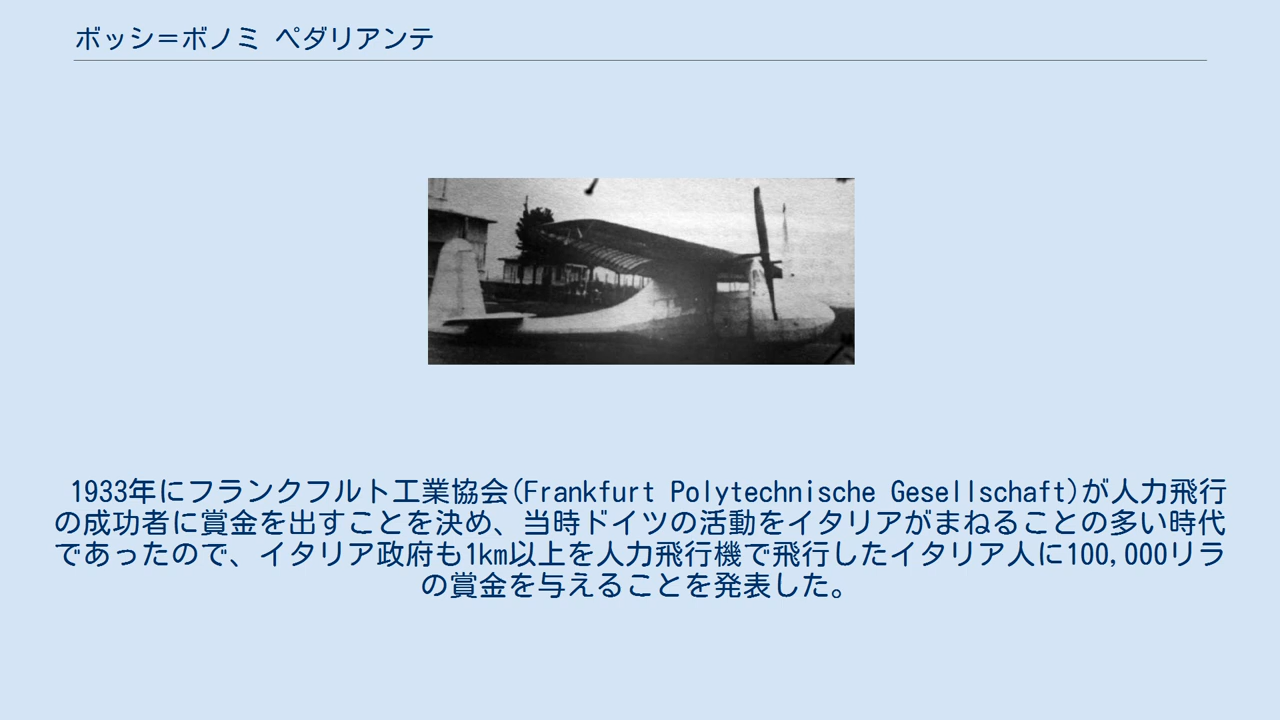 ボッシ＝ボノミ ペダリアンテ
1933年にフランクフルト工業協会(Frankfurt Polytechnische Gesellschaft)が人力飛行
の成功者に賞金を出すことを決め、当時ドイツの活動をイタリアがまねることの多い時代
であったので、イタリア政府も1km以上を人力飛行機で飛行したイタリア人に100,000リラ
の賞金を与えることを発表した。